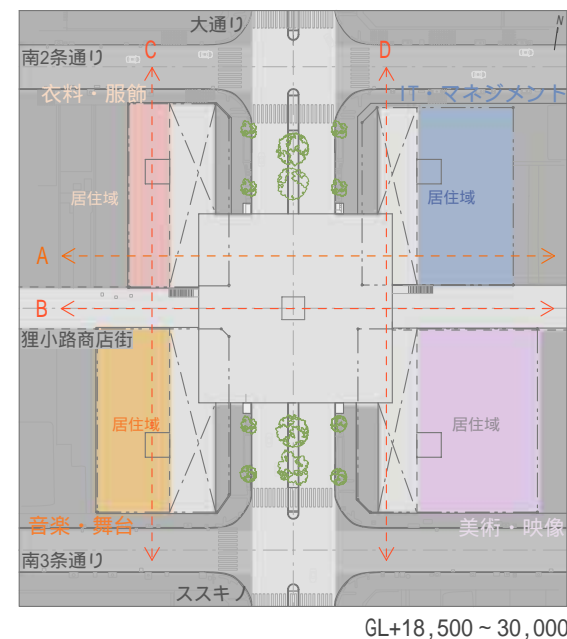 大通り
N
南2条通り
C
D
衣料・服飾
IT・マネジメント
居住域
居住域
A
B
狸小路商店街
居住域
居住域
音楽・舞台
美術・映像
南3条通り
ススキノ
GL+18,500~30,000